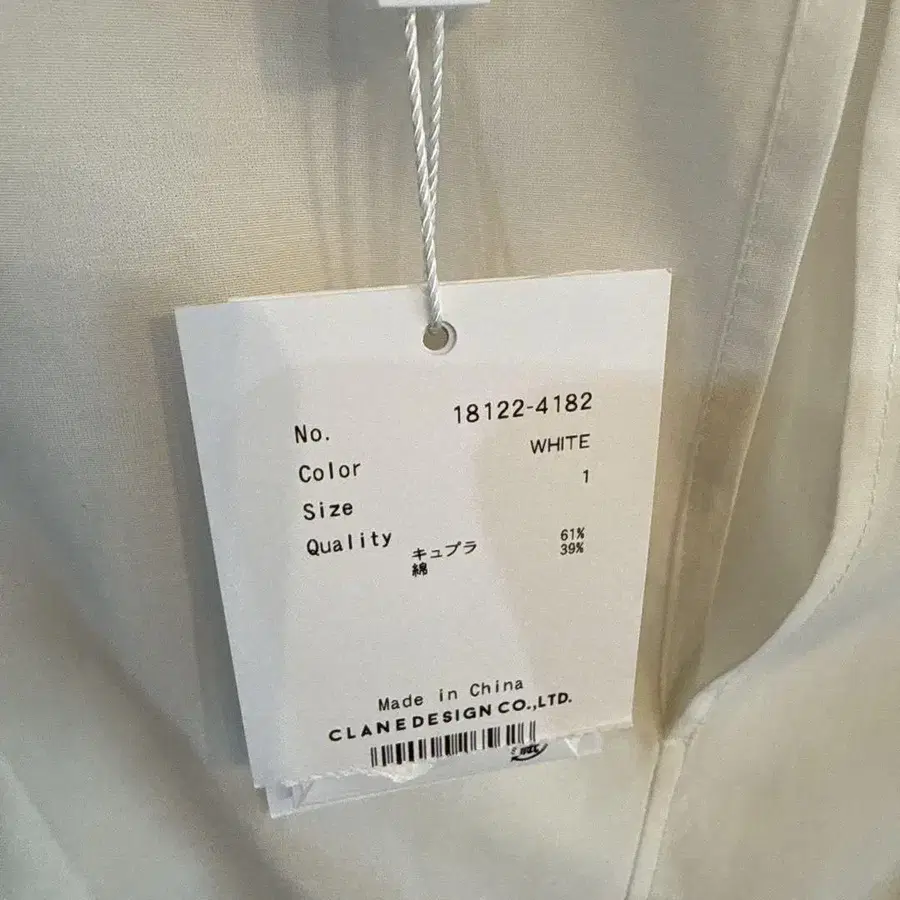 No. 18122-4182
Color WHITE
Size 1
Quality キュプラ 61%
綿 39%
Made in China
CLANE DESIGN CO.,LTD.